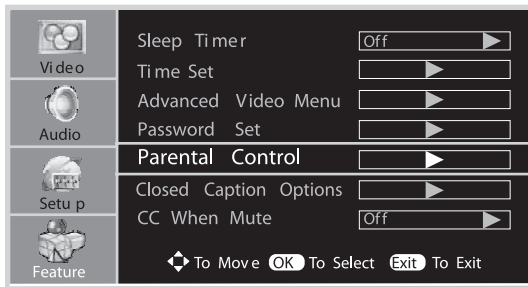 Video
Audio
Setup
Feature
Sleep Timer Off
Time Set
Advanced Video Menu
Password Set
Parental Control
Closed Caption Options
CC When Mute Off
To Move OK To Select Exit To Exit